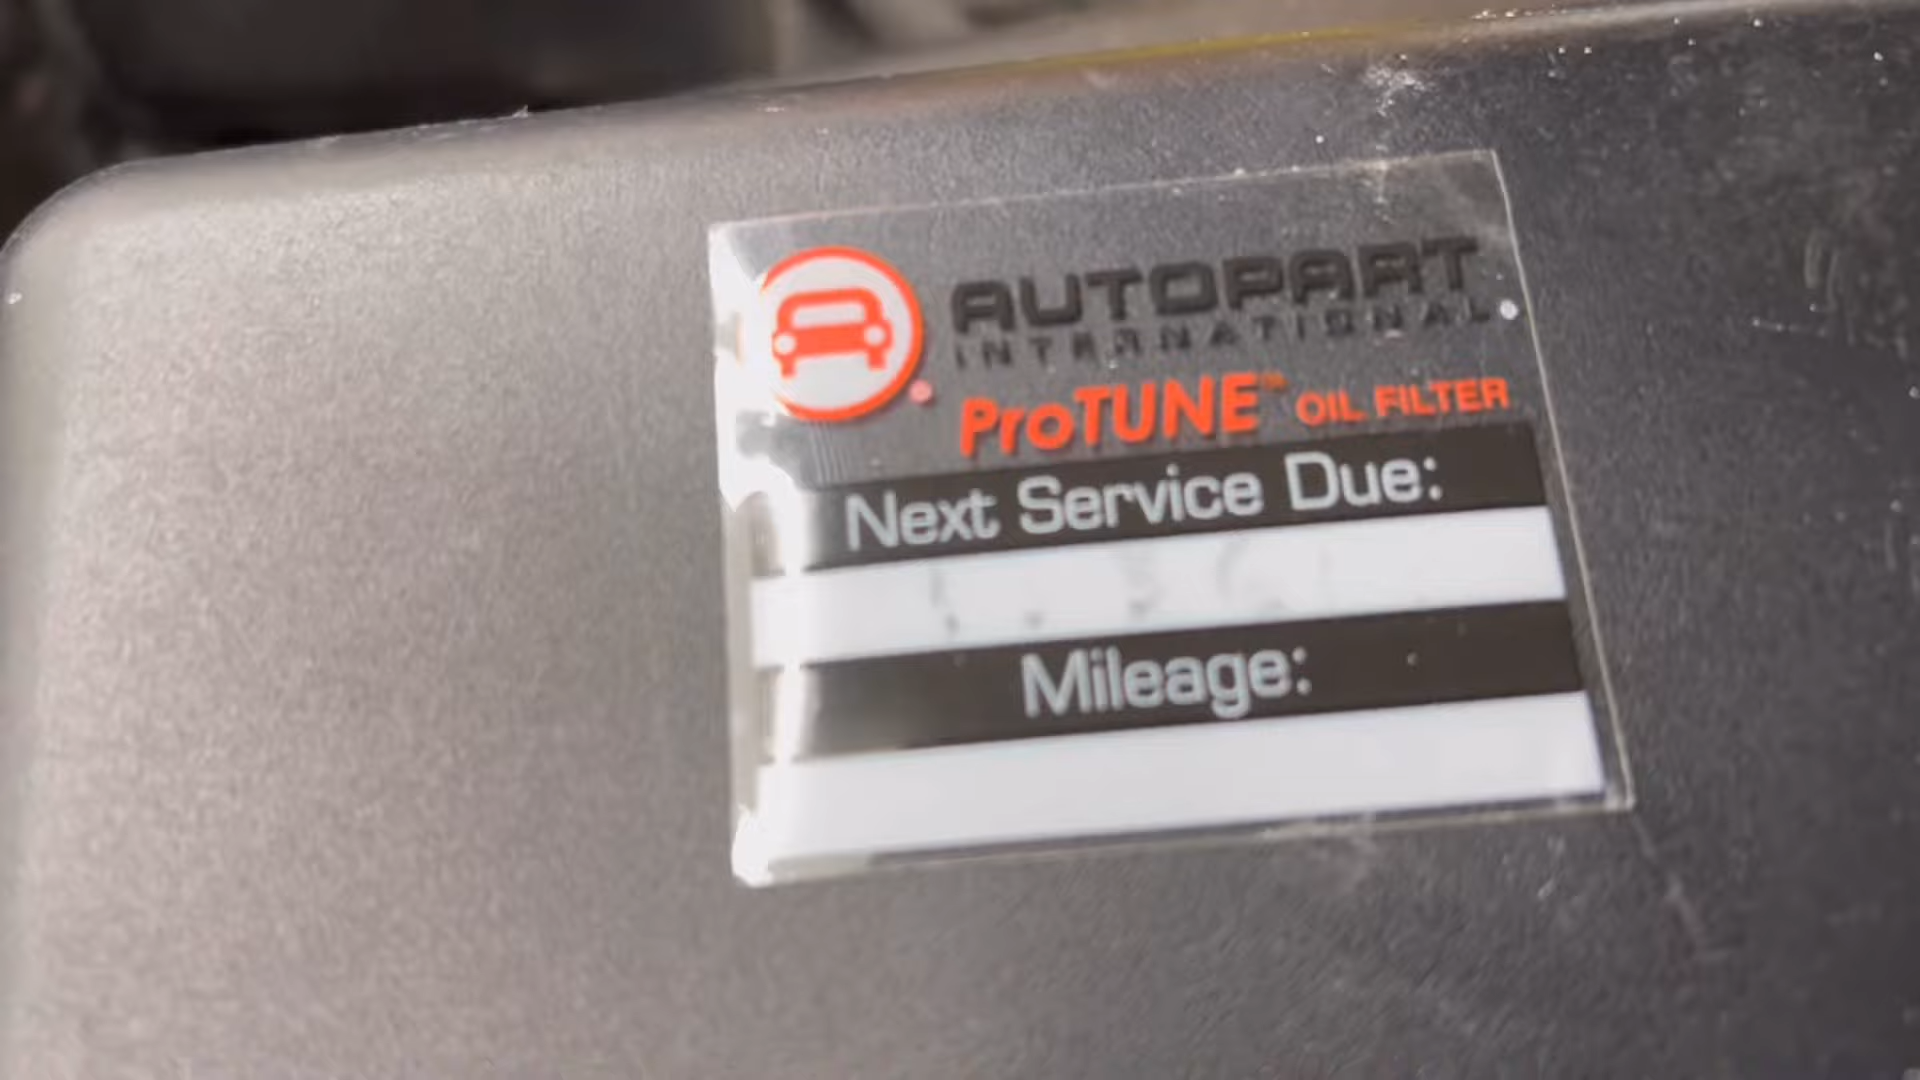 AUTOPART
INTERNATIONAL
ProTUNE™ OIL FILTER
Next Service Due:
Mileage: